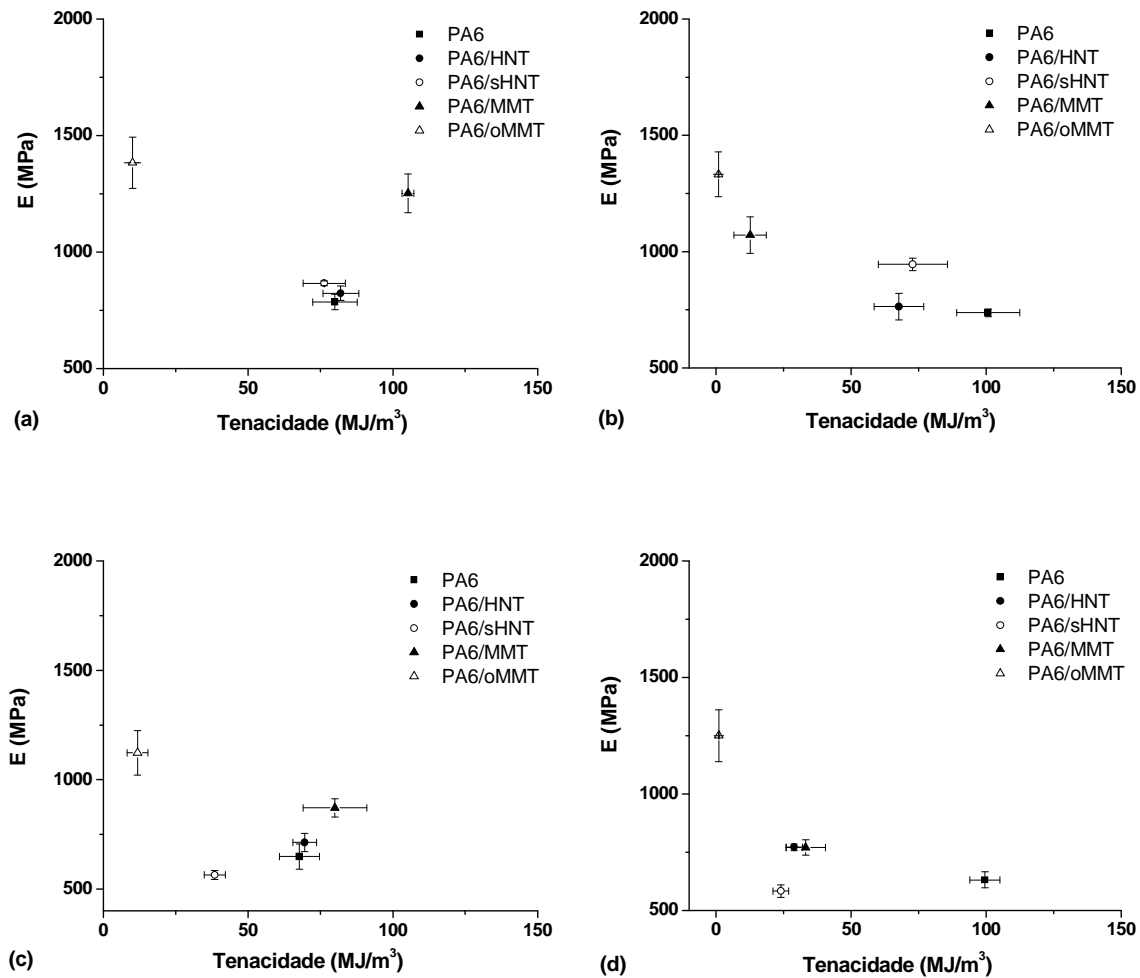 2000
1500
1000
500
E (MPa)
PA6
PA6/HNT
PA6/sHNT
PA6/MMT
PA6/oMMT
0 50 100 150
(a) Tenacidade (MJ/m³)
2000
1500
1000
500
E (MPa)
PA6
PA6/HNT
PA6/sHNT
PA6/MMT
PA6/oMMT
0 50 100 150
(b) Tenacidade (MJ/m³)
2000
1500
1000
500
E (MPa)
PA6
PA6/HNT
PA6/sHNT
PA6/MMT
PA6/oMMT
0 50 100 150
(c) Tenacidade (MJ/m³)
2000
1500
1000
500
E (MPa)
PA6
PA6/HNT
PA6/sHNT
PA6/MMT
PA6/oMMT
0 50 100 150
(d) Tenacidade (MJ/m³)